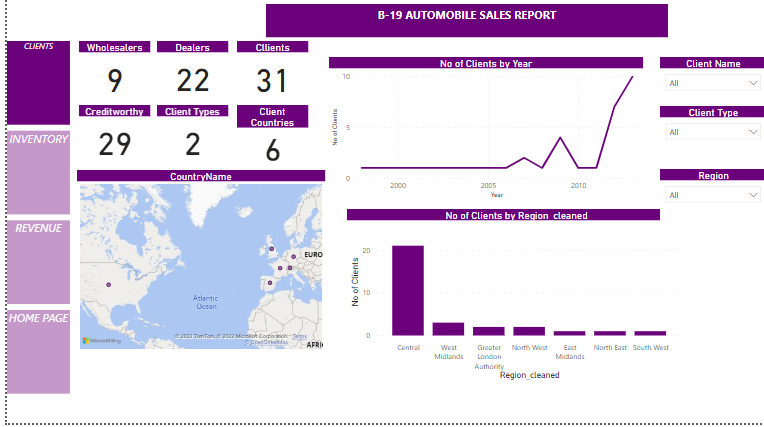 B-19 AUTOMOBILE SALES REPORT
CLIENTS
INVENTORY
REVENUE
HOME PAGE
Wholesalers
9
Dealers
22
Cllients
31
Creditworthy
29
Client Types
2
Client
Countries
6
CountryName
EURO
Atlantic
Ocean
AFRI
Microsoft Bing
© 2022 TomTom, © 2022 Microsoft Corporation, Terms
© OpenStreetMap
No of Clients by Year
No of Clients
10
5
0
2000
2005
2010
Year
No of Clients by Region_cleaned
No of Clients
20
10
0
Central
West
Midlands
Greater
London
Authority
North West
East
Midlands
North East
South West
Region_cleaned
Client Name
All
Client Type
All
Region
All